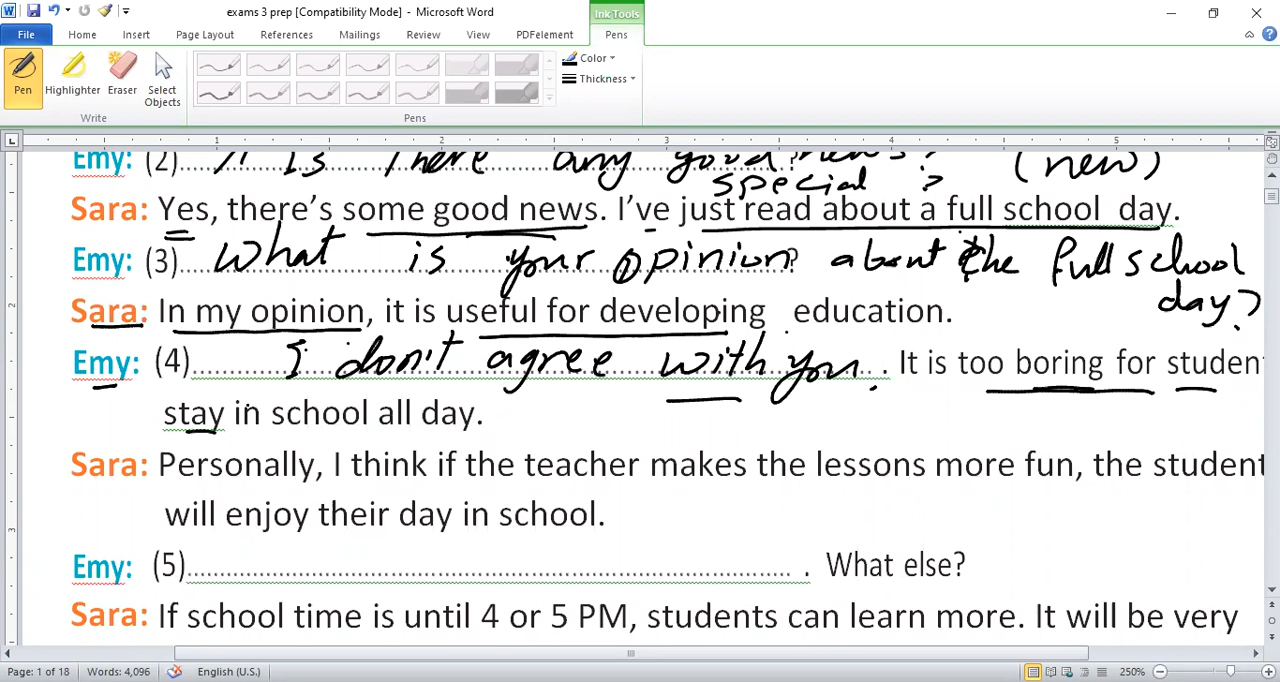 exams 3 prep [Compatibility Mode] - Microsoft Word
Ink Tools
File Home Insert Page Layout References Mailings Review View PDFelement Pens
Pen Highlighter Eraser Select Objects
Color
Thickness
Write
Pens
1 2 3 4 5
Emy: (2) Is There any good news? (new)
special ?
Sara: Yes, there's some good news. I've just read about a full school day.
Emy: (3) What is your opinion? about the full school
day?
Sara: In my opinion, it is useful for developing education.
Emy: (4) I don't agree with you. It is too boring for student
stay in school all day.
Sara: Personally, I think if the teacher makes the lessons more fun, the student
will enjoy their day in school.
Emy: (5)........................................................................ . What else?
Sara: If school time is until 4 or 5 PM, students can learn more. It will be very
Page: 1 of 18 Words: 4,096 English (U.S.) 250%